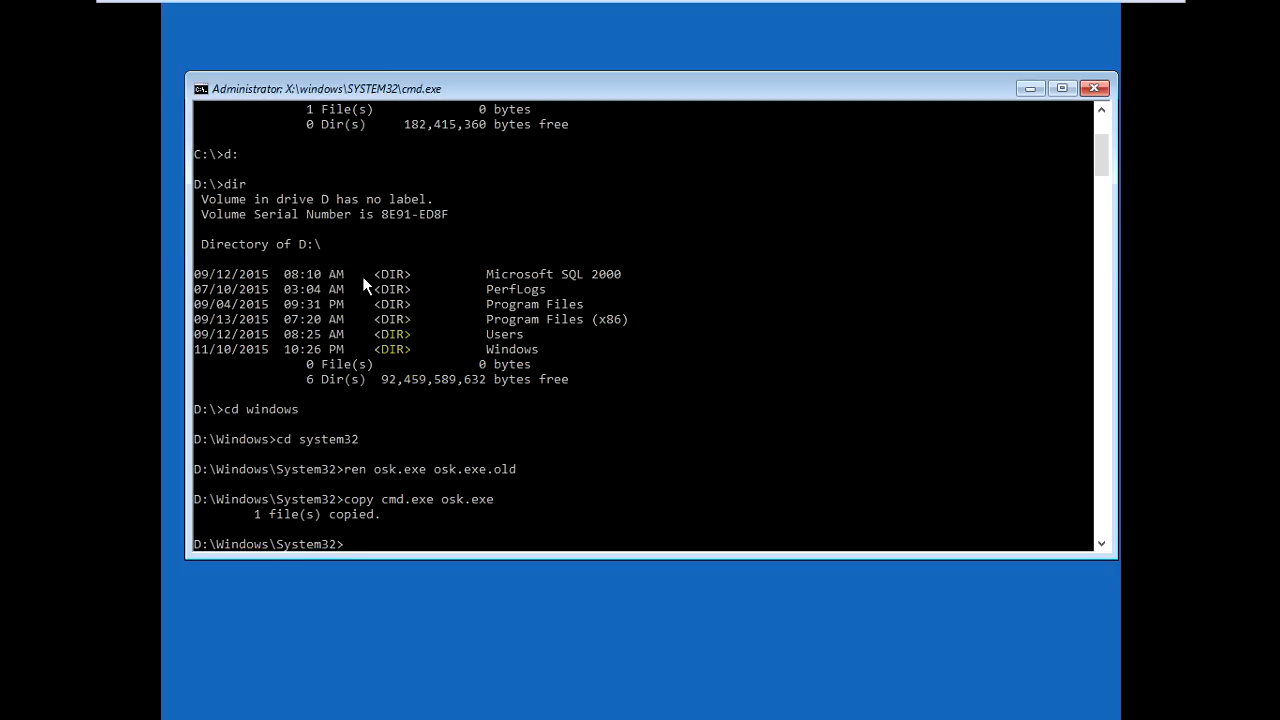 Administrator: X:\windows\SYSTEM32\cmd.exe
1 File(s) 0 bytes
0 Dir(s) 182,415,360 bytes free
C:\>d:
D:\>dir
Volume in drive D has no label.
Volume Serial Number is 8E91-ED8F
Directory of D:\
09/12/2015 08:10 AM <DIR> Microsoft SQL 2000
07/10/2015 03:04 AM <DIR> PerfLogs
09/04/2015 09:31 PM <DIR> Program Files
09/13/2015 07:20 AM <DIR> Program Files (x86)
09/12/2015 08:25 AM <DIR> Users
11/10/2015 10:26 PM <DIR> Windows
0 File(s) 0 bytes
6 Dir(s) 92,459,589,632 bytes free
D:\>cd windows
D:\Windows>cd system32
D:\Windows\System32>ren osk.exe osk.exe.old
D:\Windows\System32>copy cmd.exe osk.exe
1 file(s) copied.
D:\Windows\System32>